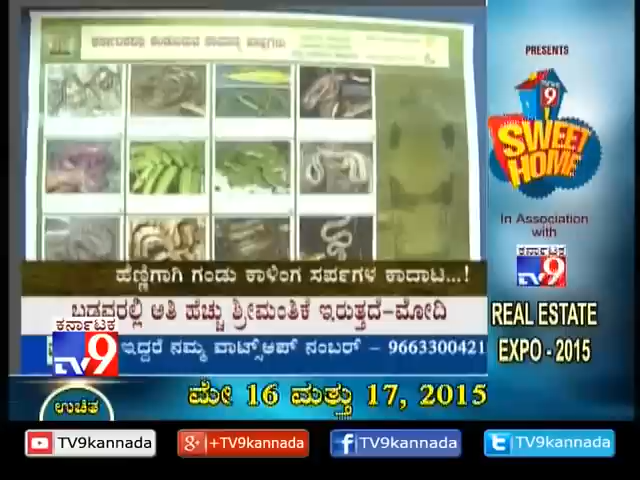 PRESENTS
9
SWEET
HOME
In Association
with
ಕರ್ನಾಟಕ
TV9
REAL ESTATE
EXPO - 2015
ಹೆಣ್ಣಿಗಾಗಿ ಗಂಡು ಕಾಳಿಂಗ ಸರ್ಪಗಳ ಕಾದಾಟ...!
ಬಡವರಲ್ಲಿ ಅತಿ ಹೆಚ್ಚು ಶ್ರೀಮಂತಿಕೆ ಇರುತ್ತದೆ-ಮೋದಿ
ಕರ್ನಾಟಕ
TV9
ಇದ್ದರೆ ನಮ್ಮ ವಾಟ್ಸ್ಅಪ್ ನಂಬರ್ - 9663300421
ಉಚಿತ
ಮೇ 16 ಮತ್ತು 17, 2015
TV9kannada
+TV9kannada
TV9kannada
TV9kannada